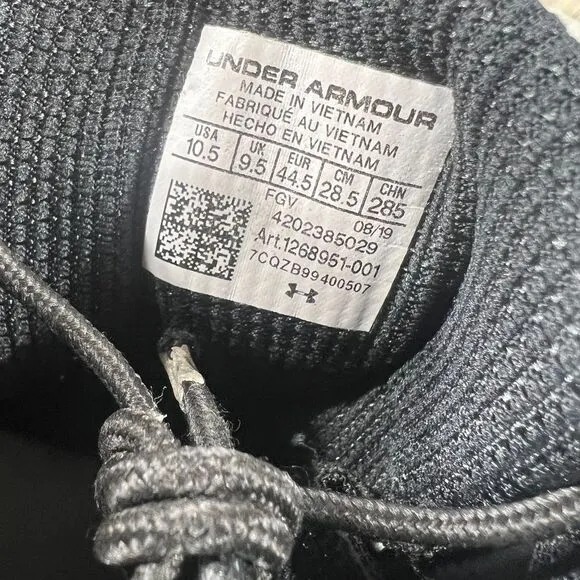 UNDER ARMOUR
MADE IN VIETNAM
FABRIQUÉ AU VIETNAM
HECHO EN VIETNAM
USA UK EUR CM CHN
10.5 9.5 44.5 28.5 285
FGV 08/19
4202385029
Art.1268951-001
7CQZB99400507